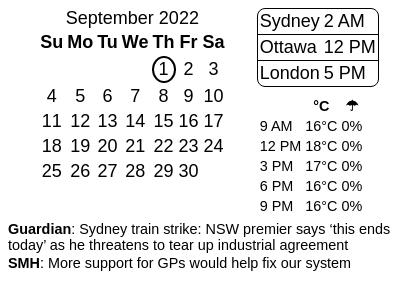 September 2022
Su Mo Tu We Th Fr Sa
1 2 3
4 5 6 7 8 9 10
11 12 13 14 15 16 17
18 19 20 21 22 23 24
25 26 27 28 29 30
Sydney 2 AM
Ottawa 12 PM
London 5 PM
°C ☂
9 AM 16°C 0%
12 PM 18°C 0%
3 PM 17°C 0%
6 PM 16°C 0%
9 PM 16°C 0%
Guardian: Sydney train strike: NSW premier says ‘this ends
today’ as he threatens to tear up industrial agreement
SMH: More support for GPs would help fix our system